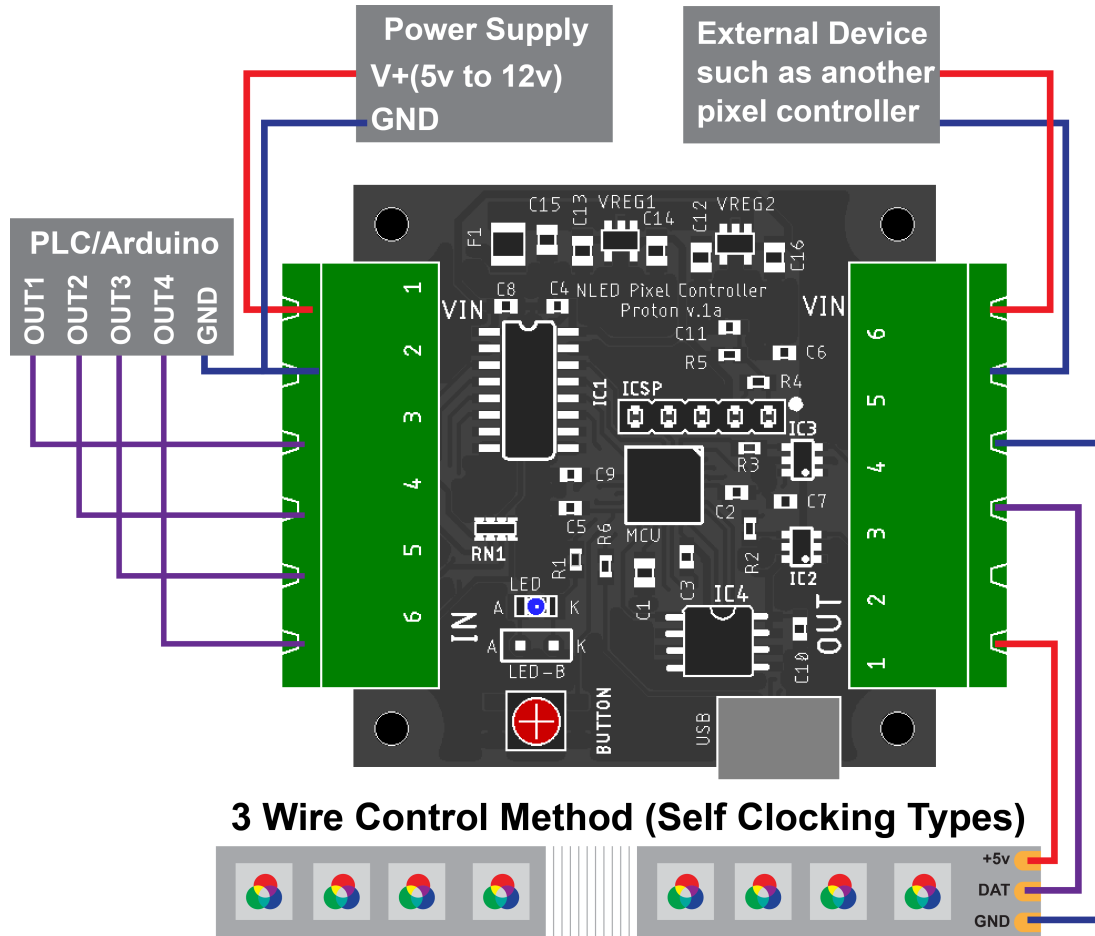 Power Supply
V+(5v to 12v)
GND
External Device
such as another
pixel controller
PLC/Arduino
OUT1
OUT2
OUT3
OUT4
GND
F1
C15
C13
VREG1
C14
C12
VREG2
C16
1
2
3
4
5
6
VIN
C8
C4
NLED Pixel Controller
Proton v.1a
C11
R5
C6
R4
VIN
6
5
4
3
2
1
IC1
ICSP
IC3
R3
C9
C5
C2
C7
MCU
RN1
R1
R6
R2
IC2
LED
A
K
C1
C3
IC4
IN
OUT
A
K
LED-B
C10
BUTTON
USB
3 Wire Control Method (Self Clocking Types)
+5v
DAT
GND